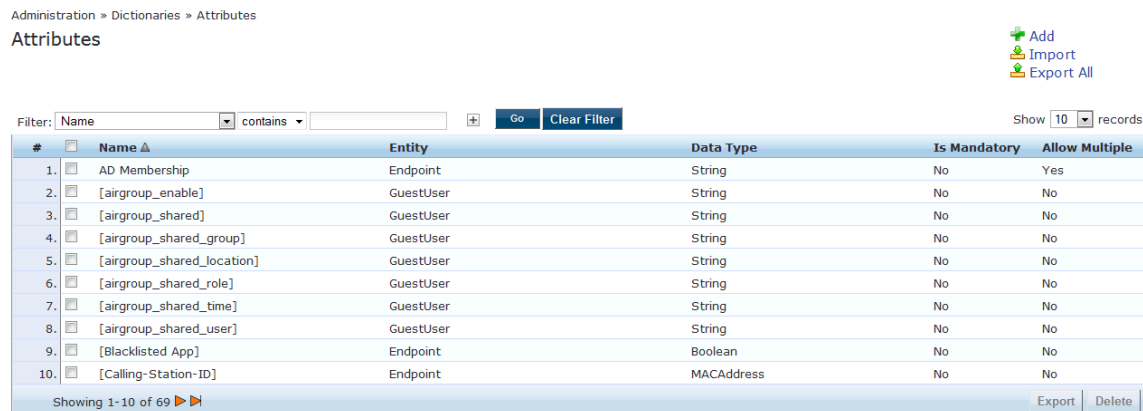 Administration » Dictionaries » Attributes
Attributes
Add
Import
Export All
Filter: Name contains + Go Clear Filter Show 10 records
# Name Entity Data Type Is Mandatory Allow Multiple
1. AD Membership Endpoint String No Yes
2. [airgroup_enable] GuestUser String No No
3. [airgroup_shared] GuestUser String No No
4. [airgroup_shared_group] GuestUser String No No
5. [airgroup_shared_location] GuestUser String No No
6. [airgroup_shared_role] GuestUser String No No
7. [airgroup_shared_time] GuestUser String No No
8. [airgroup_shared_user] GuestUser String No No
9. [Blacklisted App] Endpoint Boolean No No
10. [Calling-Station-ID] Endpoint MACAddress No No
Showing 1-10 of 69 Export Delete